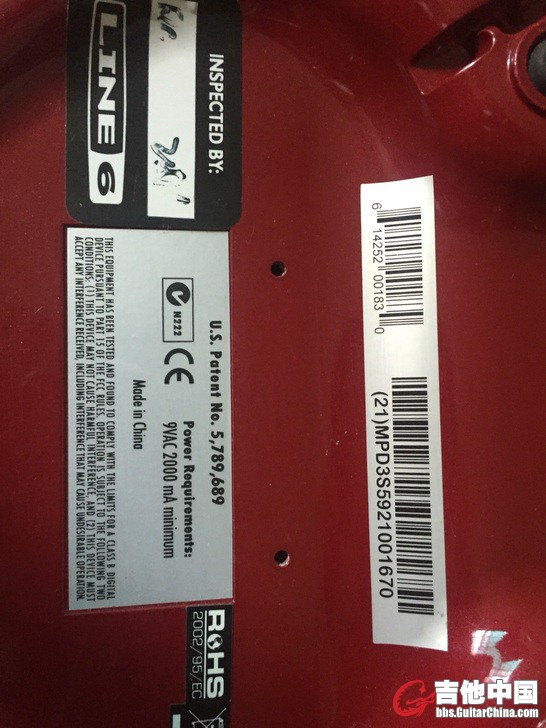 LINE 6
INSPECTED BY:
U.S. Patent No. 5,789,689
N222
CE
Power Requirements:
9VAC 2000 mA minimum
Made in China
THIS EQUIPMENT HAS BEEN TESTED AND FOUND TO COMPLY WITH THE LIMITS FOR A CLASS B DIGITAL
DEVICE PURSUANT TO PART 15 OF THE FCC RULES. OPERATION IS SUBJECT TO THE FOLLOWING TWO
CONDITIONS: (1) THIS DEVICE MAY NOT CAUSE HARMFUL INTERFERENCE, AND (2) THIS DEVICE MUST
ACCEPT ANY INTERFERENCE RECEIVED, INCLUDING INTERFERENCE THAT MAY CAUSE UNDESIRABLE OPERATION.
6 14252 00183 0
(21)MPD3S5921001670
RoHS
2002/95/EC
吉他中国
bbs.GuitarChina.com